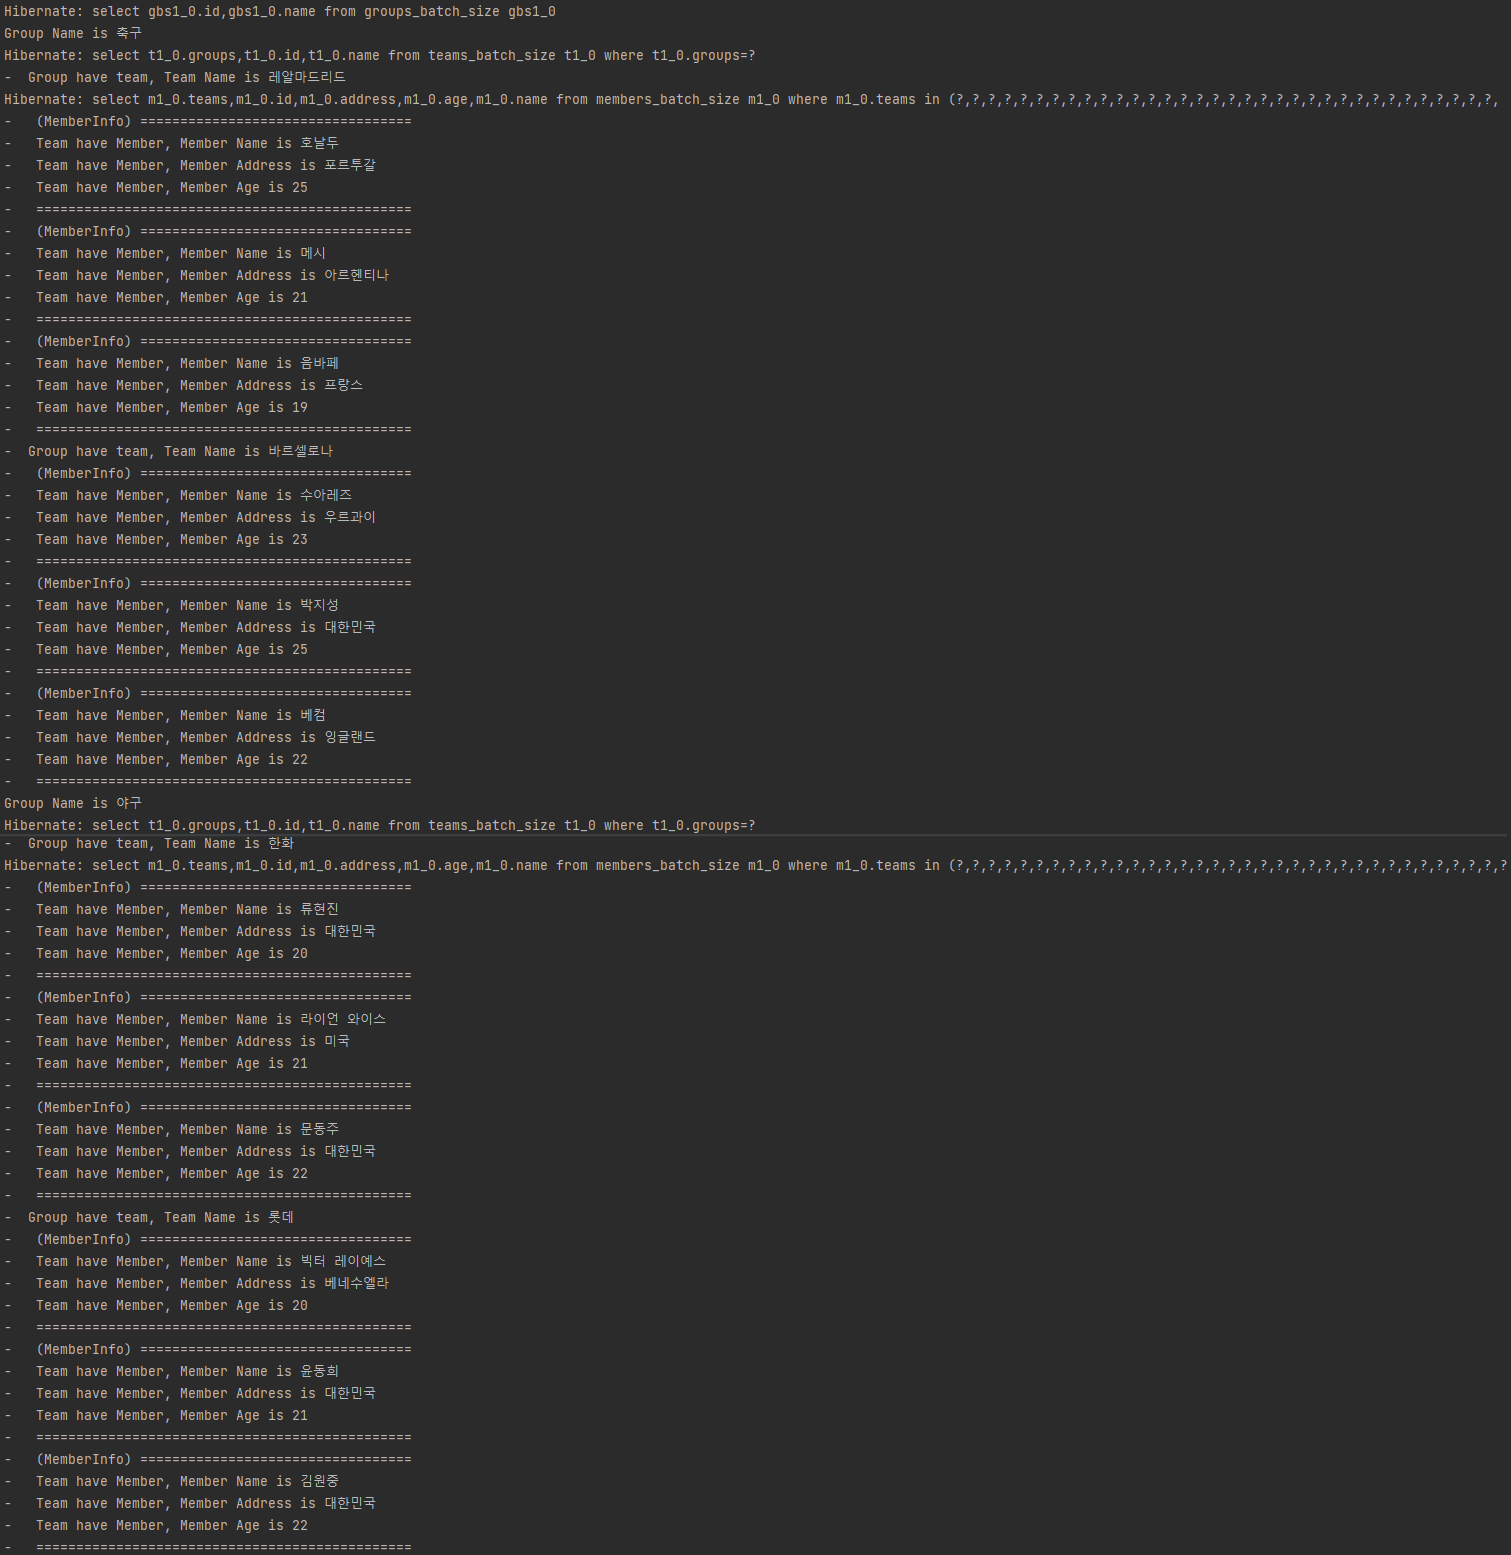 Hibernate: select gbs1_0.id,gbs1_0.name from groups_batch_size gbs1_0
Group Name is 축구
Hibernate: select t1_0.groups,t1_0.id,t1_0.name from teams_batch_size t1_0 where t1_0.groups=?
-  Group have team, Team Name is 레알마드리드
Hibernate: select m1_0.teams,m1_0.id,m1_0.address,m1_0.age,m1_0.name from members_batch_size m1_0 where m1_0.teams in (?,?,?,?,?,?,?,?,?,?,?,?,?,?,?,?,?,?,?,?,?,?,?,?,?,?,?,?,?,?,?,?,?,?,
-   (MemberInfo) ==================================
-   Team have Member, Member Name is 호날두
-   Team have Member, Member Address is 포르투갈
-   Team have Member, Member Age is 25
-   ===============================================
-   (MemberInfo) ==================================
-   Team have Member, Member Name is 메시
-   Team have Member, Member Address is 아르헨티나
-   Team have Member, Member Age is 21
-   ===============================================
-   (MemberInfo) ==================================
-   Team have Member, Member Name is 음바페
-   Team have Member, Member Address is 프랑스
-   Team have Member, Member Age is 19
-   ===============================================
-  Group have team, Team Name is 바르셀로나
-   (MemberInfo) ==================================
-   Team have Member, Member Name is 수아레즈
-   Team have Member, Member Address is 우르과이
-   Team have Member, Member Age is 23
-   ===============================================
-   (MemberInfo) ==================================
-   Team have Member, Member Name is 박지성
-   Team have Member, Member Address is 대한민국
-   Team have Member, Member Age is 25
-   ===============================================
-   (MemberInfo) ==================================
-   Team have Member, Member Name is 베컴
-   Team have Member, Member Address is 잉글랜드
-   Team have Member, Member Age is 22
-   ===============================================
Group Name is 야구
Hibernate: select t1_0.groups,t1_0.id,t1_0.name from teams_batch_size t1_0 where t1_0.groups=?
-  Group have team, Team Name is 한화
Hibernate: select m1_0.teams,m1_0.id,m1_0.address,m1_0.age,m1_0.name from members_batch_size m1_0 where m1_0.teams in (?,?,?,?,?,?,?,?,?,?,?,?,?,?,?,?,?,?,?,?,?,?,?,?,?,?,?,?,?,?,?,?,?,?,?
-   (MemberInfo) ==================================
-   Team have Member, Member Name is 류현진
-   Team have Member, Member Address is 대한민국
-   Team have Member, Member Age is 20
-   ===============================================
-   (MemberInfo) ==================================
-   Team have Member, Member Name is 라이언 와이스
-   Team have Member, Member Address is 미국
-   Team have Member, Member Age is 21
-   ===============================================
-   (MemberInfo) ==================================
-   Team have Member, Member Name is 문동주
-   Team have Member, Member Address is 대한민국
-   Team have Member, Member Age is 22
-   ===============================================
-  Group have team, Team Name is 롯데
-   (MemberInfo) ==================================
-   Team have Member, Member Name is 빅터 레이예스
-   Team have Member, Member Address is 베네수엘라
-   Team have Member, Member Age is 20
-   ===============================================
-   (MemberInfo) ==================================
-   Team have Member, Member Name is 윤동희
-   Team have Member, Member Address is 대한민국
-   Team have Member, Member Age is 21
-   ===============================================
-   (MemberInfo) ==================================
-   Team have Member, Member Name is 김원중
-   Team have Member, Member Address is 대한민국
-   Team have Member, Member Age is 22
-   ===============================================